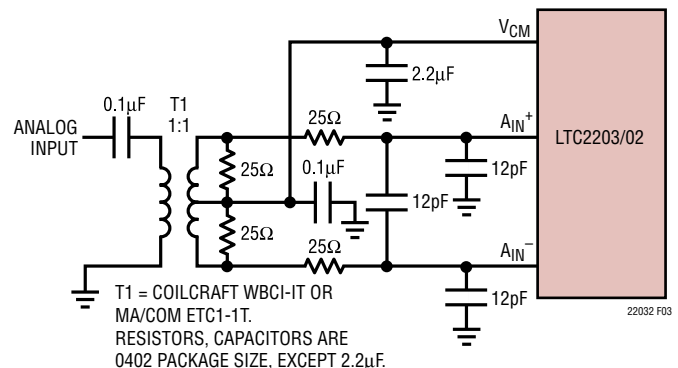 VCM
2.2µF
0.1µF
T1
1:1
25Ω
AIN+
LTC2203/02
ANALOG
INPUT
25Ω
0.1µF
12pF
12pF
25Ω
25Ω
AIN–
12pF
T1 = COILCRAFT WBCI-IT OR
MA/COM ETC1-1T.
RESISTORS, CAPACITORS ARE
0402 PACKAGE SIZE, EXCEPT 2.2µF.
22032 F03